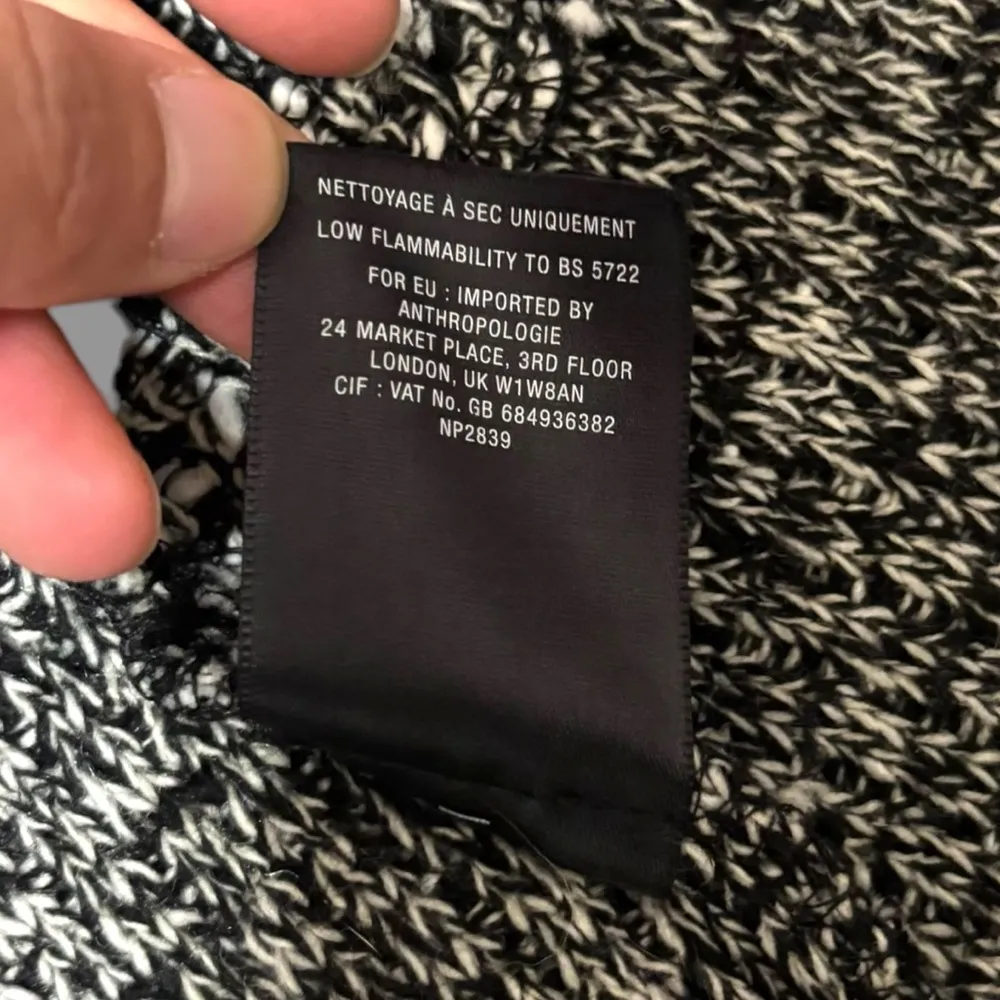 NETTOYAGE À SEC UNIQUEMENT
LOW FLAMMABILITY TO BS 5722
FOR EU : IMPORTED BY
ANTHROPOLOGIE
24 MARKET PLACE, 3RD FLOOR
LONDON, UK W1W8AN
CIF : VAT No. GB 684936382
NP2839